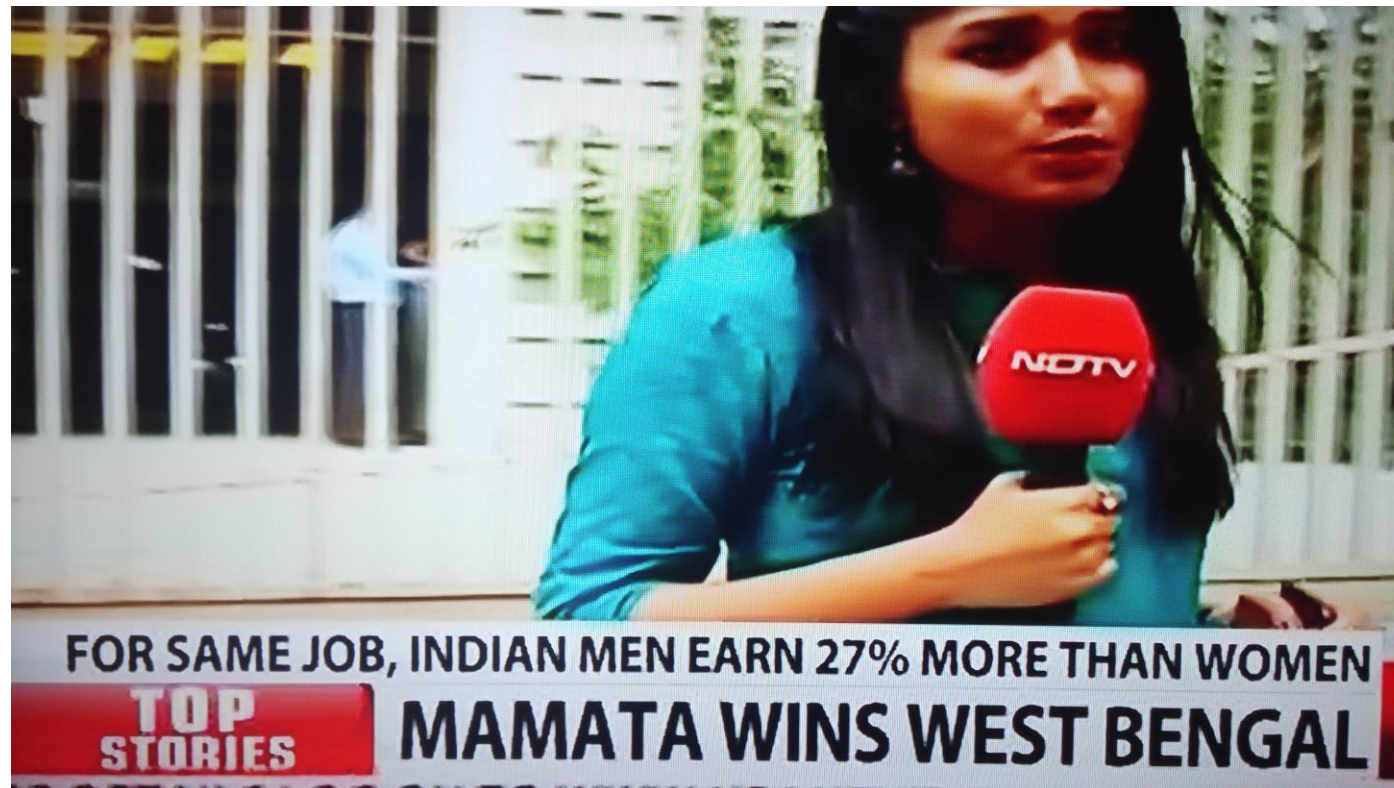 NDTV
FOR SAME JOB, INDIAN MEN EARN 27% MORE THAN WOMEN
TOP
STORIES
MAMATA WINS WEST BENGAL